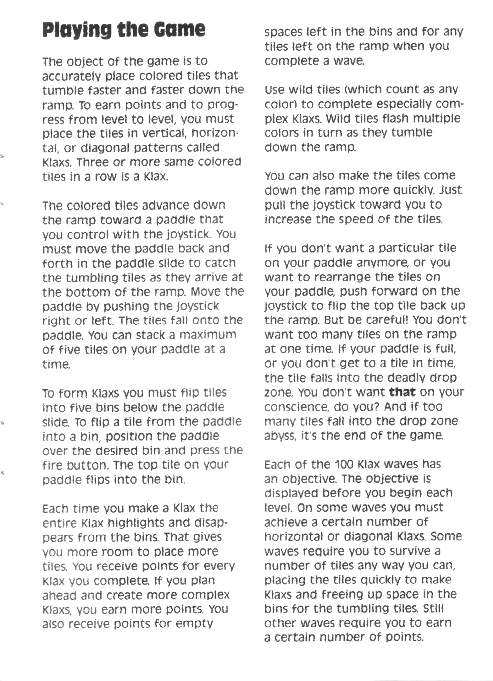 Playing the Game
The object of the game is to
accurately place colored tiles that
tumble faster and faster down the
ramp. To earn points and to prog-
ress from level to level, you must
place the tiles in vertical, horizon-
tal, or diagonal patterns called
Klaxs. Three or more same colored
tiles in a row is a Klax.
The colored tiles advance down
the ramp toward a paddle that
you control with the joystick. You
must move the paddle back and
forth in the paddle slide to catch
the tumbling tiles as they arrive at
the bottom of the ramp. Move the
paddle by pushing the joystick
right or left. The tiles fall onto the
paddle. You can stack a maximum
of five tiles on your paddle at a
time.
To form Klaxs you must flip tiles
into five bins below the paddle
slide. To flip a tile from the paddle
into a bin, position the paddle
over the desired bin and press the
fire button. The top tile on your
paddle flips into the bin.
Each time you make a Klax the
entire Klax highlights and disap-
pears from the bins. That gives
you more room to place more
tiles. You receive points for every
Klax you complete. If you plan
ahead and create more complex
Klaxs, you earn more points. You
also receive points for empty
spaces left in the bins and for any
tiles left on the ramp when you
complete a wave.
Use wild tiles (which count as any
color) to complete especially com-
plex Klaxs. Wild tiles flash multiple
colors in turn as they tumble
down the ramp.
You can also make the tiles come
down the ramp more quickly. Just
pull the joystick toward you to
increase the speed of the tiles.
If you don't want a particular tile
on your paddle anymore, or you
want to rearrange the tiles on
your paddle, push forward on the
joystick to flip the top tile back up
the ramp. But be careful! You don't
want too many tiles on the ramp
at one time. If your paddle is full,
or you don't get to a tile in time,
the tile falls into the deadly drop
zone. You don't want that on your
conscience, do you? And if too
many tiles fall into the drop zone
abyss, it's the end of the game.
Each of the 100 Klax waves has
an objective. The objective is
displayed before you begin each
level. On some waves you must
achieve a certain number of
horizontal or diagonal Klaxs. Some
waves require you to survive a
number of tiles any way you can,
placing the tiles quickly to make
Klaxs and freeing up space in the
bins for the tumbling tiles. Still
other waves require you to earn
a certain number of points.